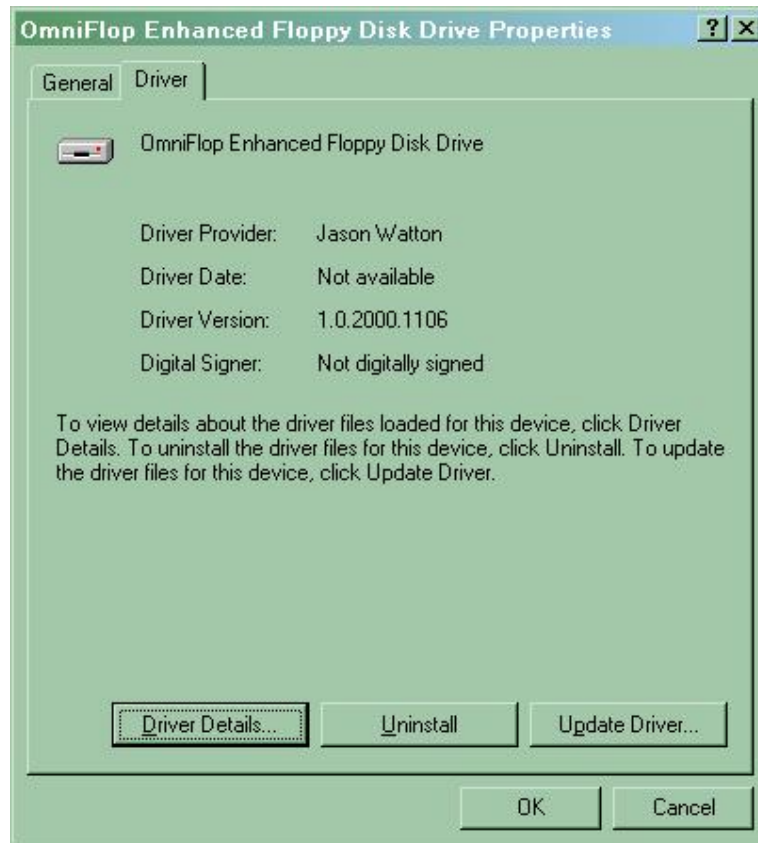 OmniFlop Enhanced Floppy Disk Drive Properties
General Driver
OmniFlop Enhanced Floppy Disk Drive
Driver Provider: Jason Watton
Driver Date: Not available
Driver Version: 1.0.2000.1106
Digital Signer: Not digitally signed
To view details about the driver files loaded for this device, click Driver
Details. To uninstall the driver files for this device, click Uninstall. To update
the driver files for this device, click Update Driver.
Driver Details... Uninstall Update Driver...
OK Cancel